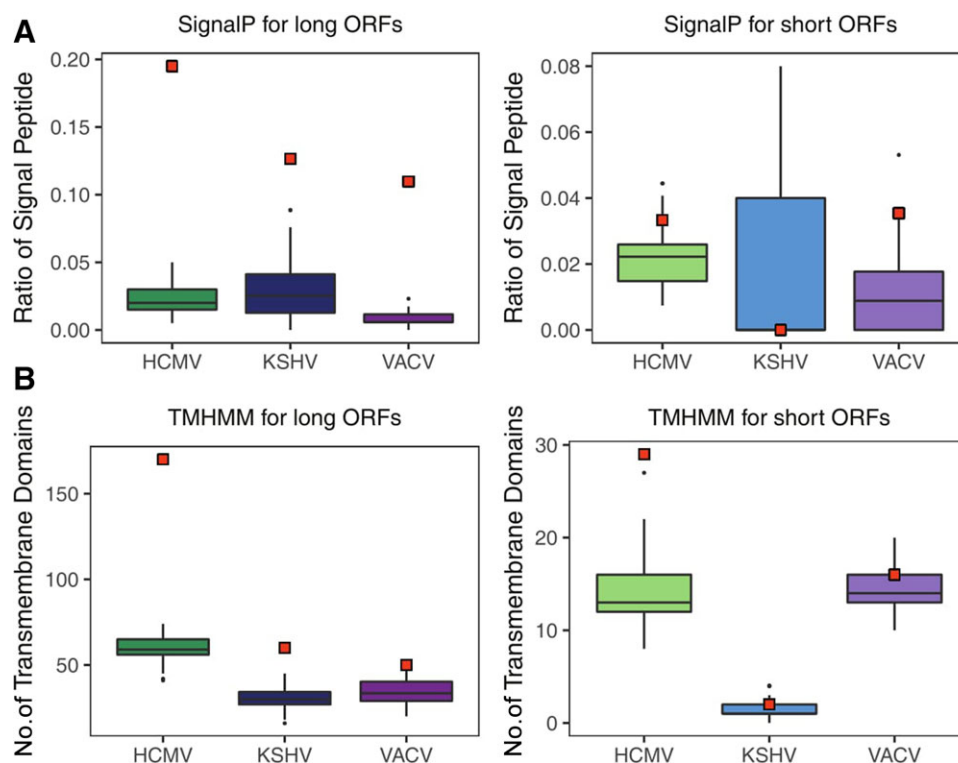 A
SignalP for long ORFs
SignalP for short ORFs
Ratio of Signal Peptide
0.20
0.15
0.10
0.05
0.00
HCMV KSHV VACV
Ratio of Signal Peptide
0.08
0.06
0.04
0.02
0.00
HCMV KSHV VACV
B
TMHMM for long ORFs
TMHMM for short ORFs
No.of Transmembrane Domains
150
100
50
HCMV KSHV VACV
No.of Transmembrane Domains
30
20
10
0
HCMV KSHV VACV